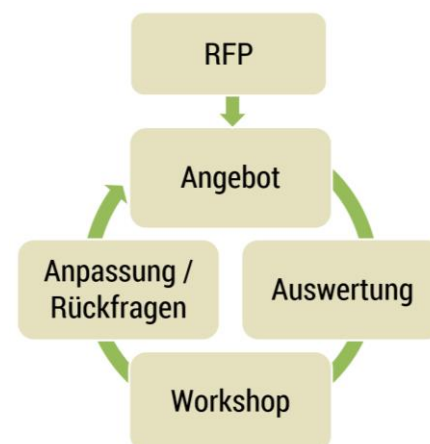 RFP
Angebot
Anpassung /
Rückfragen
Auswertung
Workshop